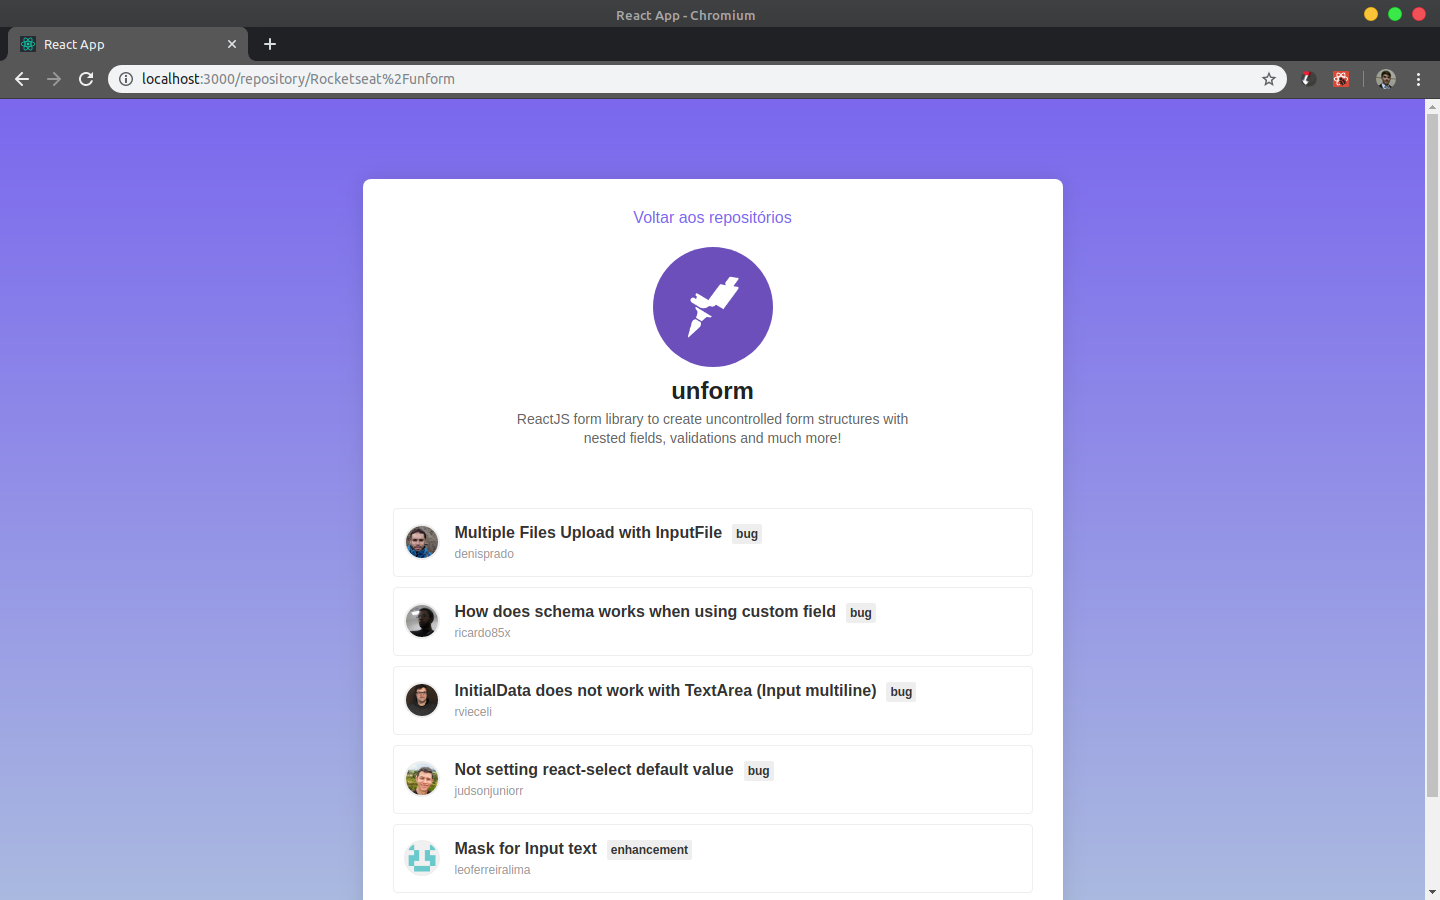 React App - Chromium
React App
localhost:3000/repository/Rocketseat%2Funform
Voltar aos repositórios
unform
ReactJS form library to create uncontrolled form structures with
nested fields, validations and much more!
Multiple Files Upload with InputFile bug
denisprado
How does schema works when using custom field bug
ricardo85x
InitialData does not work with TextArea (Input multiline) bug
rvieceli
Not setting react-select default value bug
judsonjuniorr
Mask for Input text enhancement
leoferreiralima